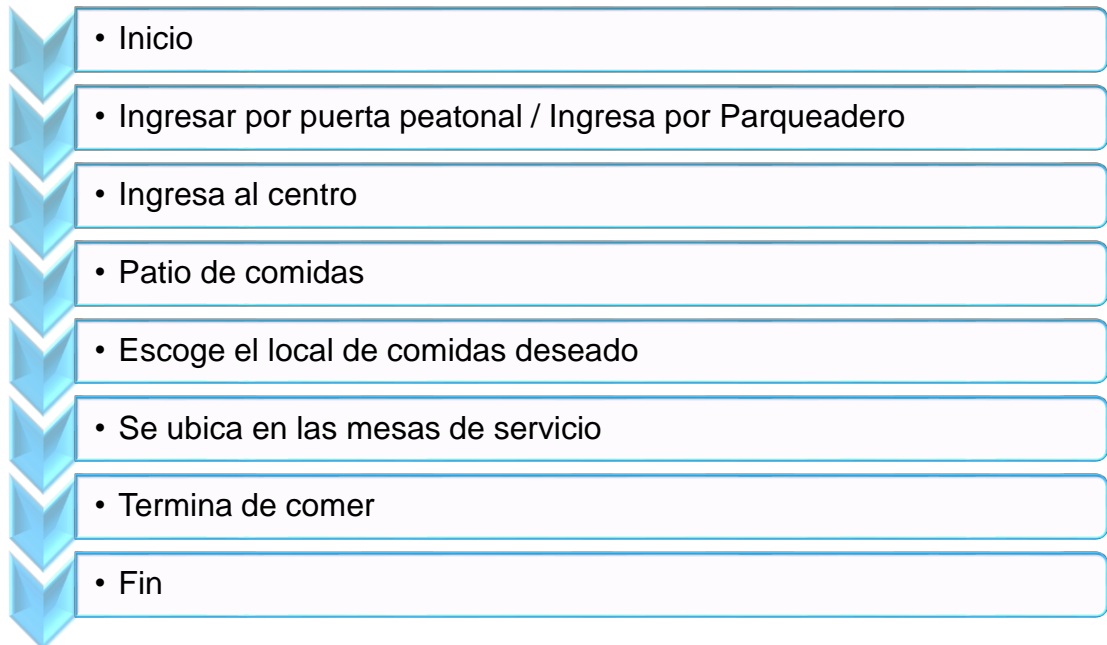 • Inicio
• Ingresar por puerta peatonal / Ingresa por Parqueadero
• Ingresa al centro
• Patio de comidas
• Escoge el local de comidas deseado
• Se ubica en las mesas de servicio
• Termina de comer
• Fin